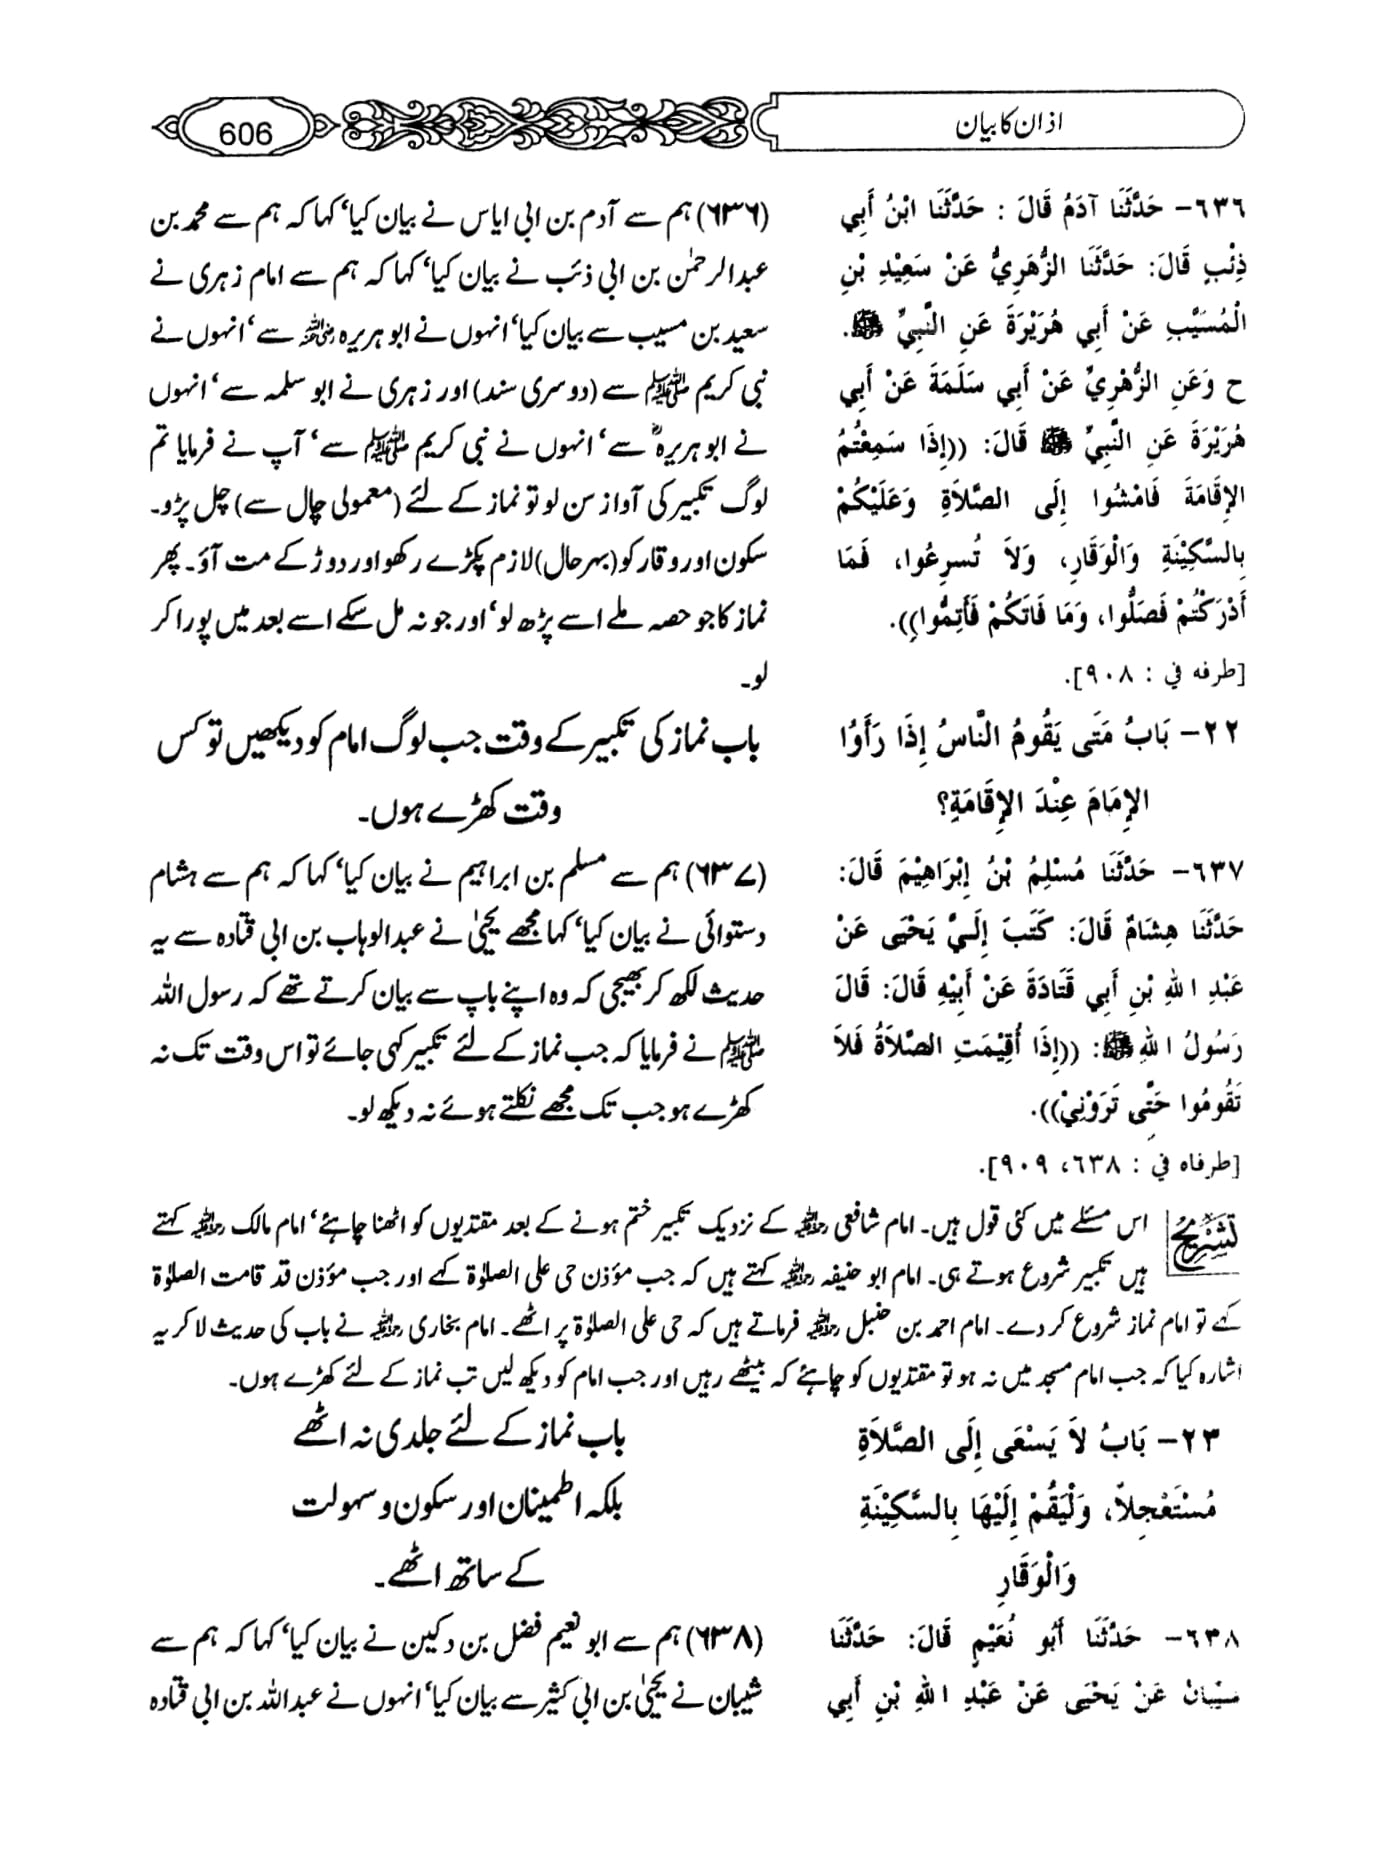 اذان کا بیان
606
٦٣٦- حَدَّثَنَا آدَمُ قَالَ : حَدَّثَنَا ابْنُ أَبِي
ذِئْبٍ قَالَ: حَدَّثَنَا الزُّهَرِيُّ عَنْ سَعِيْدِ بْنِ
الْمُسَيَّبِ عَنْ أَبِي هُرَيْرَةَ عَنِ النَّبِيِّ ﷺ.
ح وَعَنِ الزُّهْرِيِّ عَنْ أَبِي سَلَمَةَ عَنْ أَبِي
هُرَيْرَةَ عَنِ النَّبِيِّ ﷺ قَالَ: ((إِذَا سَمِعْتُمُ
الإِقَامَةَ فَامْشُوا إِلَى الصَّلاَةِ وَعَلَيْكُمْ
بِالسَّكِيْنَةِ وَالْوَقَارِ، وَلاَ تُسرِعُوا، فَمَا
أَدْرَكْتُمْ فَصَلُّوا، وَمَا فَاتَكُمْ فَأَتِمُّوا)).
[طرفه في : ٩٠٨].
(۶۳۶) ہم سے آدم بن ابی ایاس نے بیان کیا‘ کہا کہ ہم سے محمد بن
عبدالرحمٰن بن ابی ذئب نے بیان کیا‘ کہا کہ ہم سے امام زہری نے
سعید بن مسیب سے بیان کیا‘ انہوں نے ابو ہریرہ رضی اللہ عنہ سے‘ انہوں نے
نبی کریم ﷺ سے (دوسری سند) اور زہری نے ابو سلمہ سے‘ انہوں
نے ابو ہریرہؓ سے‘ انہوں نے نبی کریم ﷺ سے‘ آپ نے فرمایا تم
لوگ تکبیر کی آواز سن لو تو نماز کے لئے (معمولی چال سے) چل پڑو۔
سکون اور وقار کو (بہرحال) لازم پکڑے رکھو اور دوڑ کے مت آؤ۔ پھر
نماز کا جو حصہ ملے اسے پڑھ لو‘ اور جو نہ مل سکے اسے بعد میں پورا کر
لو۔
٢٢- بَابُ مَتَى يَقُومُ النَّاسُ إِذَا رَأَوُا
الإِمَامَ عِنْدَ الإِقَامَةِ؟
باب نماز کی تکبیر کے وقت جب لوگ امام کو دیکھیں تو کس
وقت کھڑے ہوں۔
٦٣٧- حَدَّثَنَا مُسْلِمُ بْنُ إِبْرَاهِيْمَ قَالَ:
حَدَّثَنَا هِشَامٌ قَالَ: كَتَبَ إِلَيَّ يَحْيَى عَنْ
عَبْدِ اللهِ بْنِ أَبِي قَتَادَةَ عَنْ أَبِيْهِ قَالَ: قَالَ
رَسُولُ اللهِ ﷺ: ((إِذَا أُقِيْمَتِ الصَّلاَةُ فَلاَ
تَقُومُوا حَتَّى تَرَوْنِيْ)).
[طرفاه في : ٦٣٨، ٩٠٩].
(۶۳۷) ہم سے مسلم بن ابراہیم نے بیان کیا‘ کہا کہ ہم سے ہشام
دستوائی نے بیان کیا‘ کہا مجھے یحییٰ نے عبدالوہاب بن ابی قتادہ سے یہ
حدیث لکھ کر بھیجی کہ وہ اپنے باپ سے بیان کرتے تھے کہ رسول اللہ
ﷺ نے فرمایا کہ جب نماز کے لئے تکبیر کہی جائے تو اس وقت تک نہ
کھڑے ہو جب تک مجھے نکلتے ہوئے نہ دیکھ لو۔
تشریح
اس مسئلے میں کئی قول ہیں۔ امام شافعی رحمہ اللہ کے نزدیک تکبیر ختم ہونے کے بعد مقتدیوں کو اٹھنا چاہئے‘ امام مالک رحمہ اللہ کہتے
ہیں تکبیر شروع ہوتے ہی۔ امام ابو حنیفہ رحمہ اللہ کہتے ہیں کہ جب مؤذن حی علی الصلوٰة کہے اور جب مؤذن قد قامت الصلوٰة
کہے تو امام نماز شروع کر دے۔ امام احمد بن حنبل رحمہ اللہ فرماتے ہیں کہ حی علی الصلوٰة پر اٹھے۔ امام بخاری رحمہ اللہ نے باب کی حدیث لا کر یہ
اشارہ کیا کہ جب امام مسجد میں نہ ہو تو مقتدیوں کو چاہئے کہ بیٹھے رہیں اور جب امام کو دیکھ لیں تب نماز کے لئے کھڑے ہوں۔
٢٣- بَابُ لاَ يَسْعَى إِلَى الصَّلاَةِ
مُسْتَعْجِلاً، وَلْيَقُمْ إِلَيْهَا بِالسَّكِيْنَةِ
وَالْوَقَارِ
باب نماز کے لئے جلدی نہ اٹھے
بلکہ اطمینان اور سکون و سہولت
کے ساتھ اٹھے۔
٦٣٨- حَدَّثَنَا أَبُو نُعَيْمٍ قَالَ: حَدَّثَنَا
شَيْبَانُ عَنْ يَحْيَى عَنْ عَبْدِ اللهِ بْنِ أَبِي
(۶۳۸) ہم سے ابو نعیم فضل بن دکین نے بیان کیا‘ کہا کہ ہم سے
شیبان نے یحییٰ بن ابی کثیر سے بیان کیا‘ انہوں نے عبداللہ بن ابی قتادہ